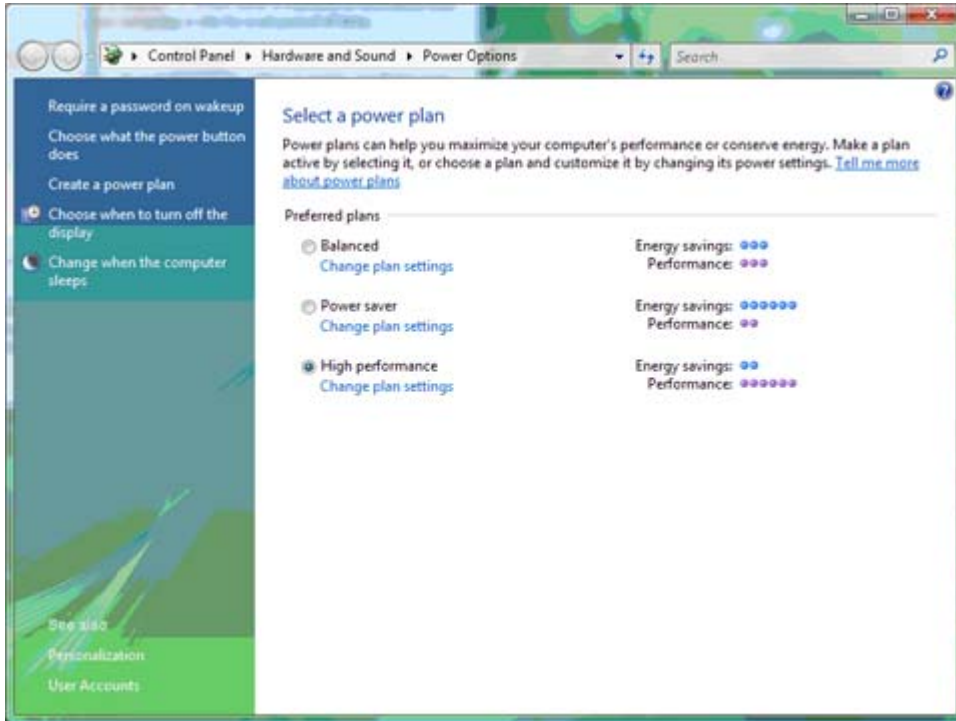 Control Panel ▸ Hardware and Sound ▸ Power Options
Search
Require a password on wakeup
Choose what the power button
does
Create a power plan
Choose when to turn off the
display
Change when the computer
sleeps
See also
Personalization
User Accounts
Select a power plan
Power plans can help you maximize your computer's performance or conserve energy. Make a plan
active by selecting it, or choose a plan and customize it by changing its power settings. Tell me more
about power plans
Preferred plans
Balanced
Energy savings:
Change plan settings
Performance:
Power saver
Energy savings:
Change plan settings
Performance:
High performance
Energy savings:
Change plan settings
Performance: